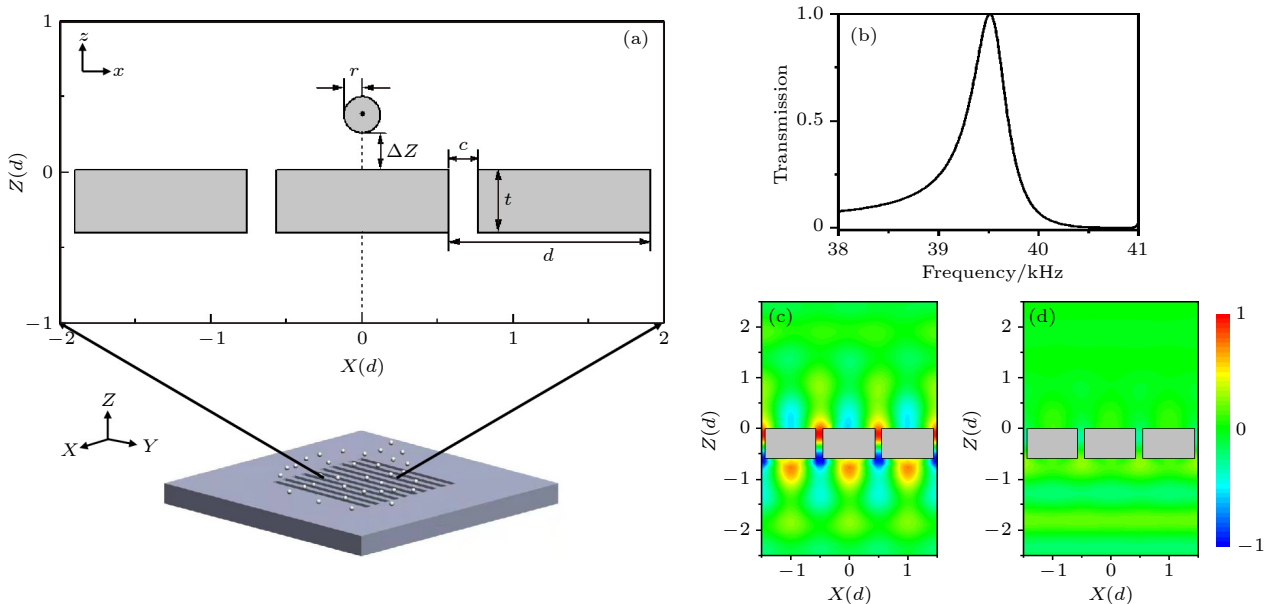 (a)
z
x
r
ΔZ
c
t
d
Z(d)
1
0
−1
−2
−1
0
1
2
X(d)
Z
X
Y
(b)
Transmission
1.0
0.5
0
38
39
40
41
Frequency/kHz
(c)
Z(d)
2
1
0
−1
−2
−1
0
1
X(d)
(d)
Z(d)
2
1
0
−1
−2
−1
0
1
X(d)
1
0
−1